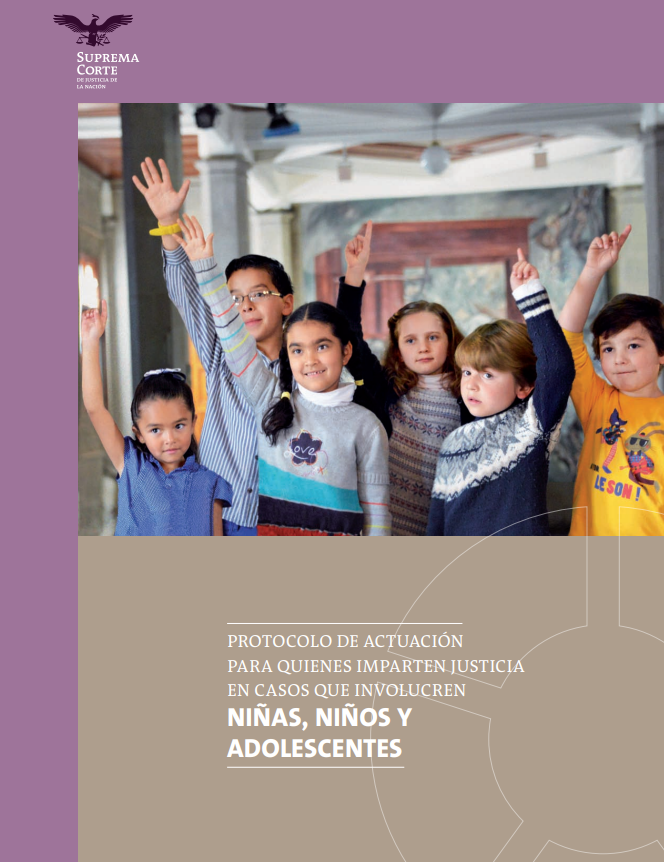 SUPREMA
CORTE
DE JUSTICIA DE
LA NACIÓN
Love
LE SON !
PROTOCOLO DE ACTUACIÓN
PARA QUIENES IMPARTEN JUSTICIA
EN CASOS QUE INVOLUCREN
NIÑAS, NIÑOS Y
ADOLESCENTES